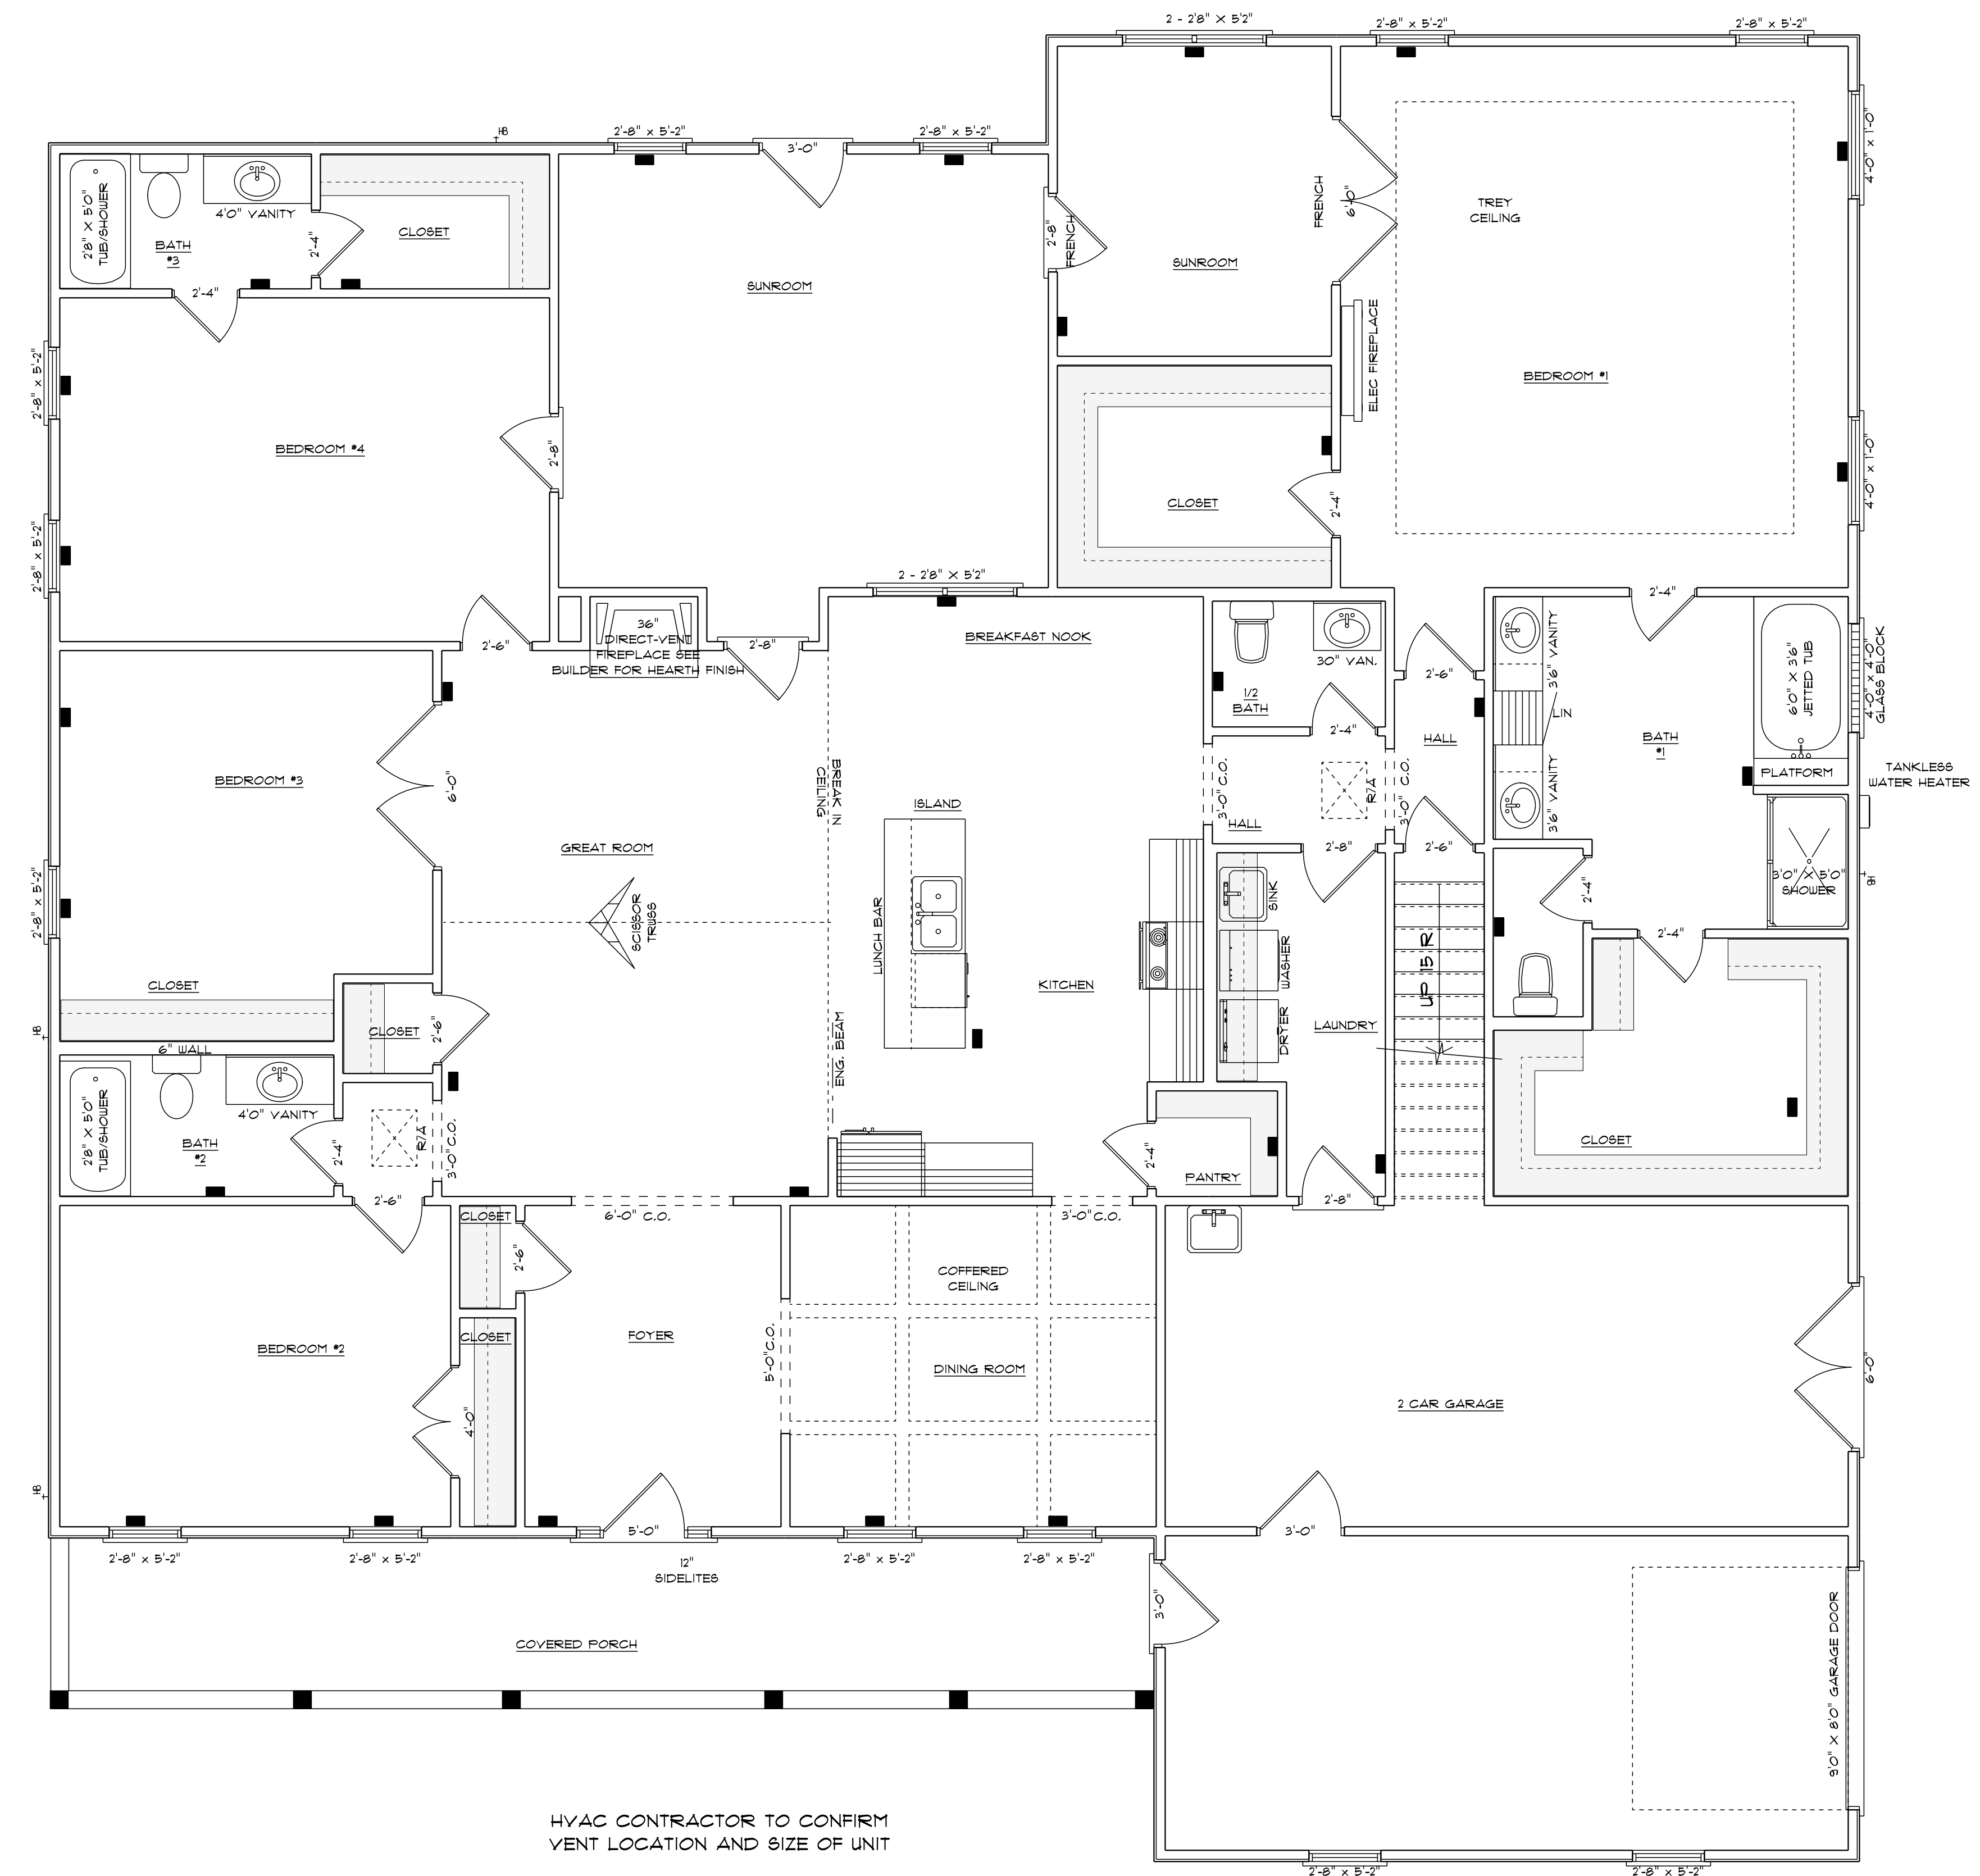 2 - 2'8" X 5'2"
2'-8" x 5'-2"
2'-8" x 5'-2"
HB
2'-8" x 5'-2"
3'-0"
2'-8" x 5'-2"
4'-0" x 1'-0"
2'8" X 5'0"
TUB/SHOWER
4'0" VANITY
BATH
#3
2'-4"
CLOSET
2'-4"
SUNROOM
2'-8"
FRENCH
SUNROOM
FRENCH
6'-0"
TREY
CEILING
ELEC FIREPLACE
BEDROOM #1
2'-8" x 5'-2"
BEDROOM #4
2'-8"
CLOSET
2'-4"
4'-0" x 1'-0"
2'-8" x 5'-2"
2'-6"
36"
DIRECT-VENT
FIREPLACE SEE
BUILDER FOR HEARTH FINISH
2'-8"
2 - 2'8" X 5'2"
BREAKFAST NOOK
30" VAN.
1/2
BATH
2'-4"
2'-6"
HALL
3'6" VANITY
LIN
3'6" VANITY
2'-4"
BATH
#1
6'0" X 3'6"
JETTED TUB
PLATFORM
4'-0" x 4'-0"
GLASS BLOCK
TANKLESS
WATER HEATER
BEDROOM #3
6'-0"
GREAT ROOM
BREAK IN
CEILING
ISLAND
3'-0" C.O.
HALL
R/A
3'-0" C.O.
2'-8"
2'-6"
2'-4"
3'0" X 5'0"
SHOWER
HB
2'-8" x 5'-2"
SCISSOR
TRUSS
LUNCH BAR
KITCHEN
SINK
WASHER
DRYER
LAUNDRY
UP 15 R
2'-4"
CLOSET
CLOSET
2'-6"
HB
6" WALL
ENG. BEAM
2'8" X 5'0"
TUB/SHOWER
4'0" VANITY
BATH
#2
2'-4"
R/A
3'-0" C.O.
2'-4"
PANTRY
CLOSET
2'-6"
CLOSET
6'-0" C.O.
3'-0" C.O.
2'-8"
2'-6"
COFFERED
CEILING
BEDROOM #2
CLOSET
FOYER
5'-0" C.O.
DINING ROOM
6'-0"
4'-0"
2 CAR GARAGE
HB
5'-0"
3'-0"
2'-8" x 5'-2"
2'-8" x 5'-2"
12"
SIDELITES
2'-8" x 5'-2"
2'-8" x 5'-2"
3'-0"
COVERED PORCH
9'0" X 8'0" GARAGE DOOR
HVAC CONTRACTOR TO CONFIRM
VENT LOCATION AND SIZE OF UNIT
2'-8" x 5'-2"
2'-8" x 5'-2"